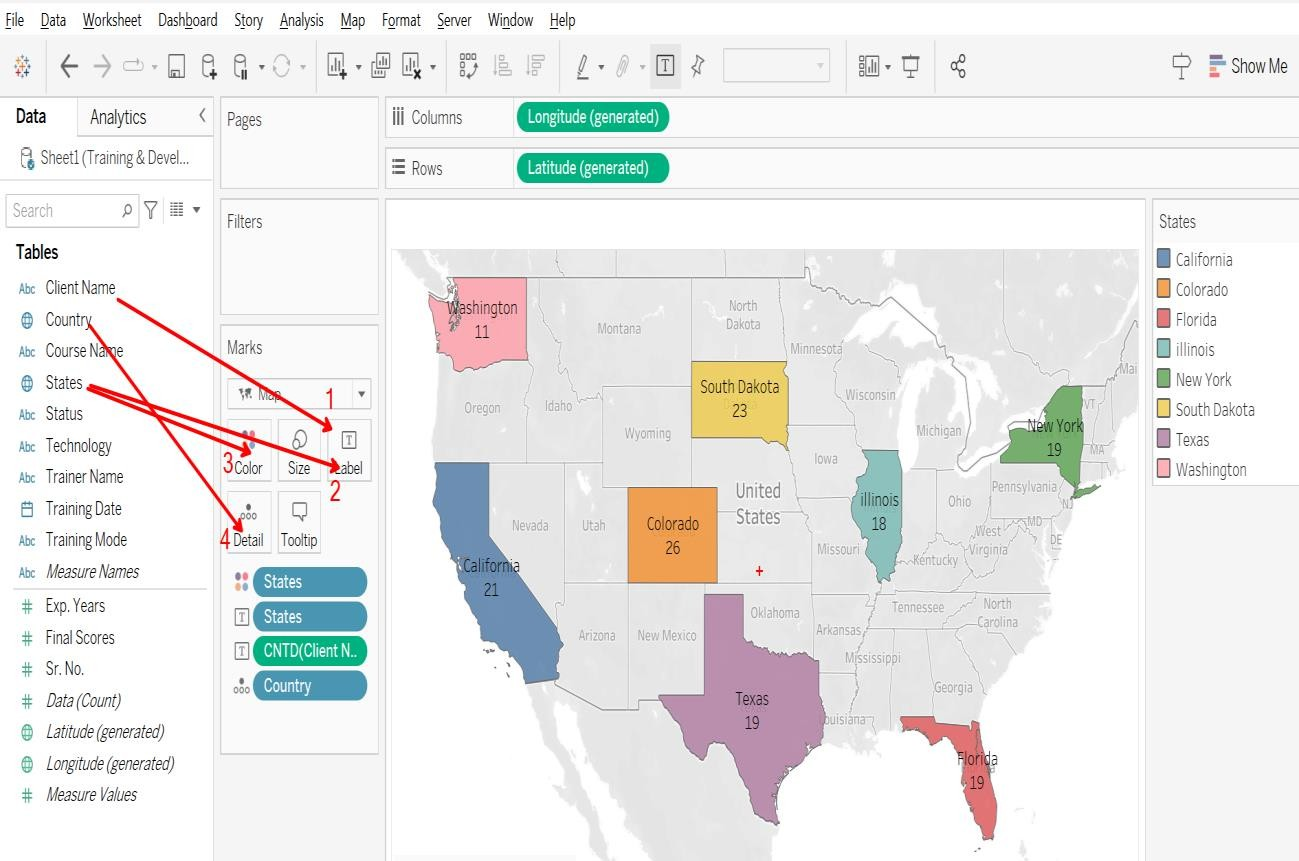 File Data Worksheet Dashboard Story Analysis Map Format Server Window Help
Show Me
Data Analytics
Sheet1 (Training & Devel...
Search
Tables
Abc Client Name
Country
Abc Course Name
States
Abc Status
Abc Technology
Abc Trainer Name
Training Date
Abc Training Mode
Abc Measure Names
# Exp. Years
# Final Scores
# Sr. No.
# Data (Count)
Latitude (generated)
Longitude (generated)
# Measure Values
Pages
Filters
Marks
Map
1
T
3
Color
Size
Label
2
4
Detail
Tooltip
States
T States
T CNTD(Client N..
Country
Columns Longitude (generated)
Rows Latitude (generated)
Washington
11
Montana
North
Dakota
Minnesota
Oregon
Idaho
Wyoming
South Dakota
23
Wisconsin
Michigan
New York
19
VT
Mai
MA
Iowa
illinois
18
Ohio
Pennsylvania
NJ
MD
DE
West
Virginia
Kentucky
Nevada
Utah
Colorado
26
United
States
Missouri
California
21
Arizona
New Mexico
Oklahoma
Arkansas
Tennessee
North
Carolina
Mississippi
Georgia
Texas
19
Louisiana
Florida
19
States
California
Colorado
Florida
illinois
New York
South Dakota
Texas
Washington